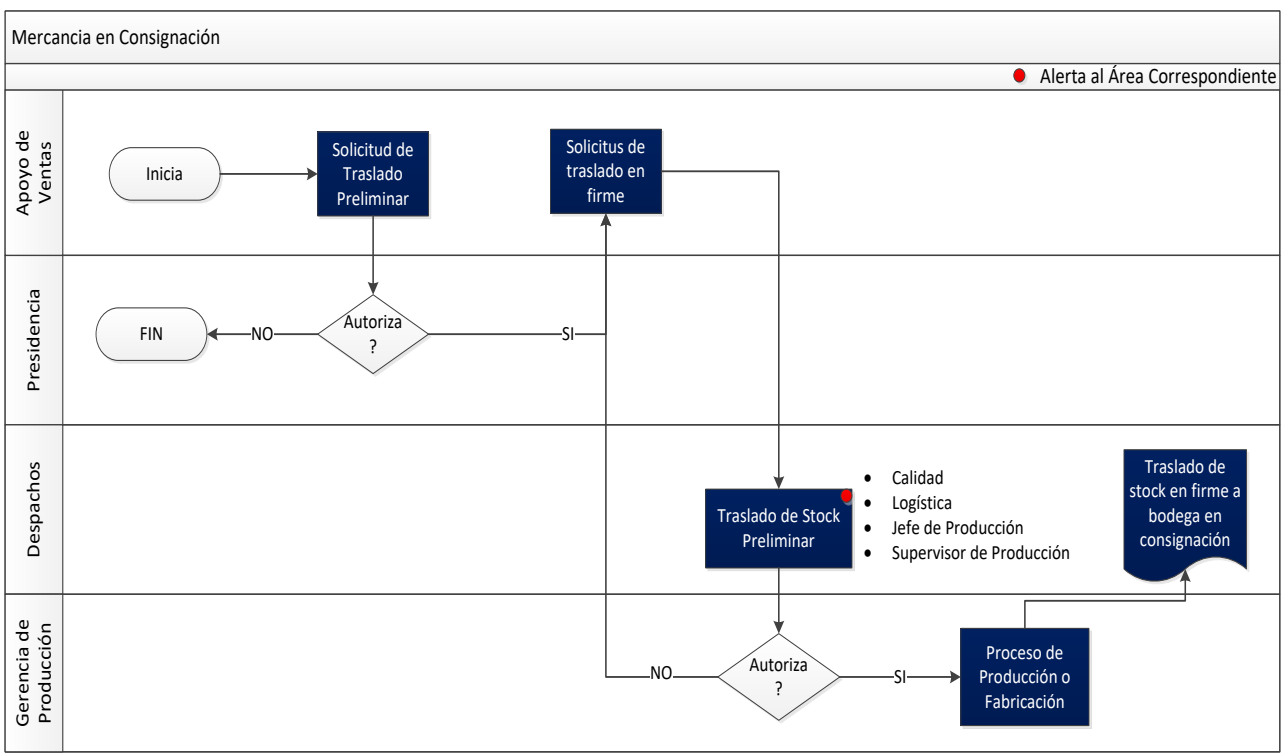 Mercancia en Consignación
Alerta al Área Correspondiente
Apoyo de
Ventas
Inicia
Solicitud de
Traslado
Preliminar
Solicitus de
traslado en
firme
Presidencia
FIN
NO
Autoriza
?
SI
Despachos
Traslado de Stock
Preliminar
• Calidad
• Logística
• Jefe de Producción
• Supervisor de Producción
Traslado de
stock en firme a
bodega en
consignación
Gerencia de
Producción
NO
Autoriza
?
SI
Proceso de
Producción o
Fabricación